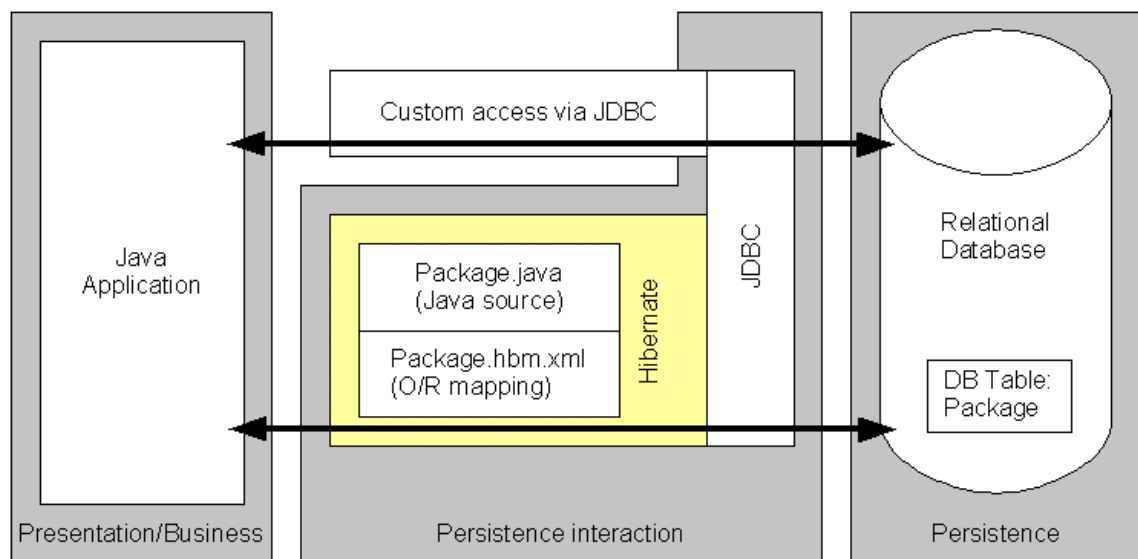 Custom access via JDBC
Java
Application
Package.java
(Java source)
Package.hbm.xml
(O/R mapping)
Hibernate
JDBC
Relational
Database
DB Table:
Package
Presentation/Business
Persistence interaction
Persistence